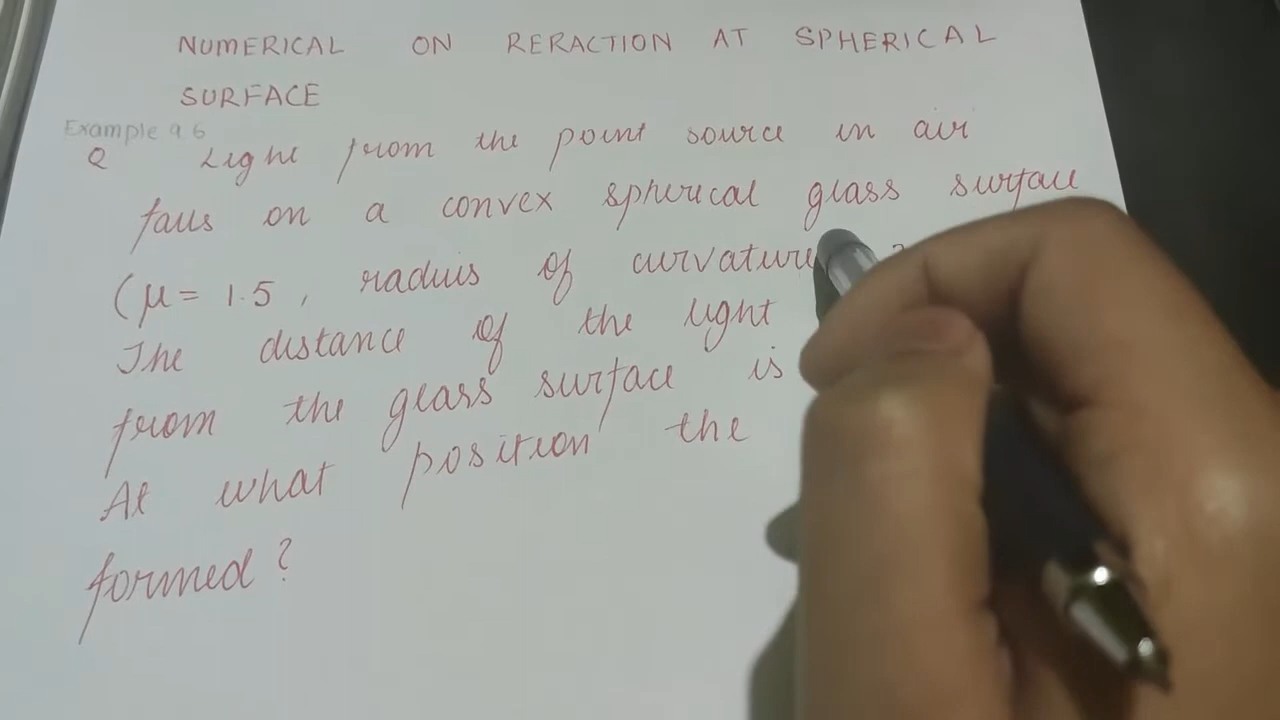 NUMERICAL ON RERACTION AT SPHERICAL
SURFACE
Example 9 6
Q Light from the point source in air
falls on a convex spherical glass surface
(μ = 1.5, radius of curvature
The distance of the light
from the glass surface is
At what position the
formed?